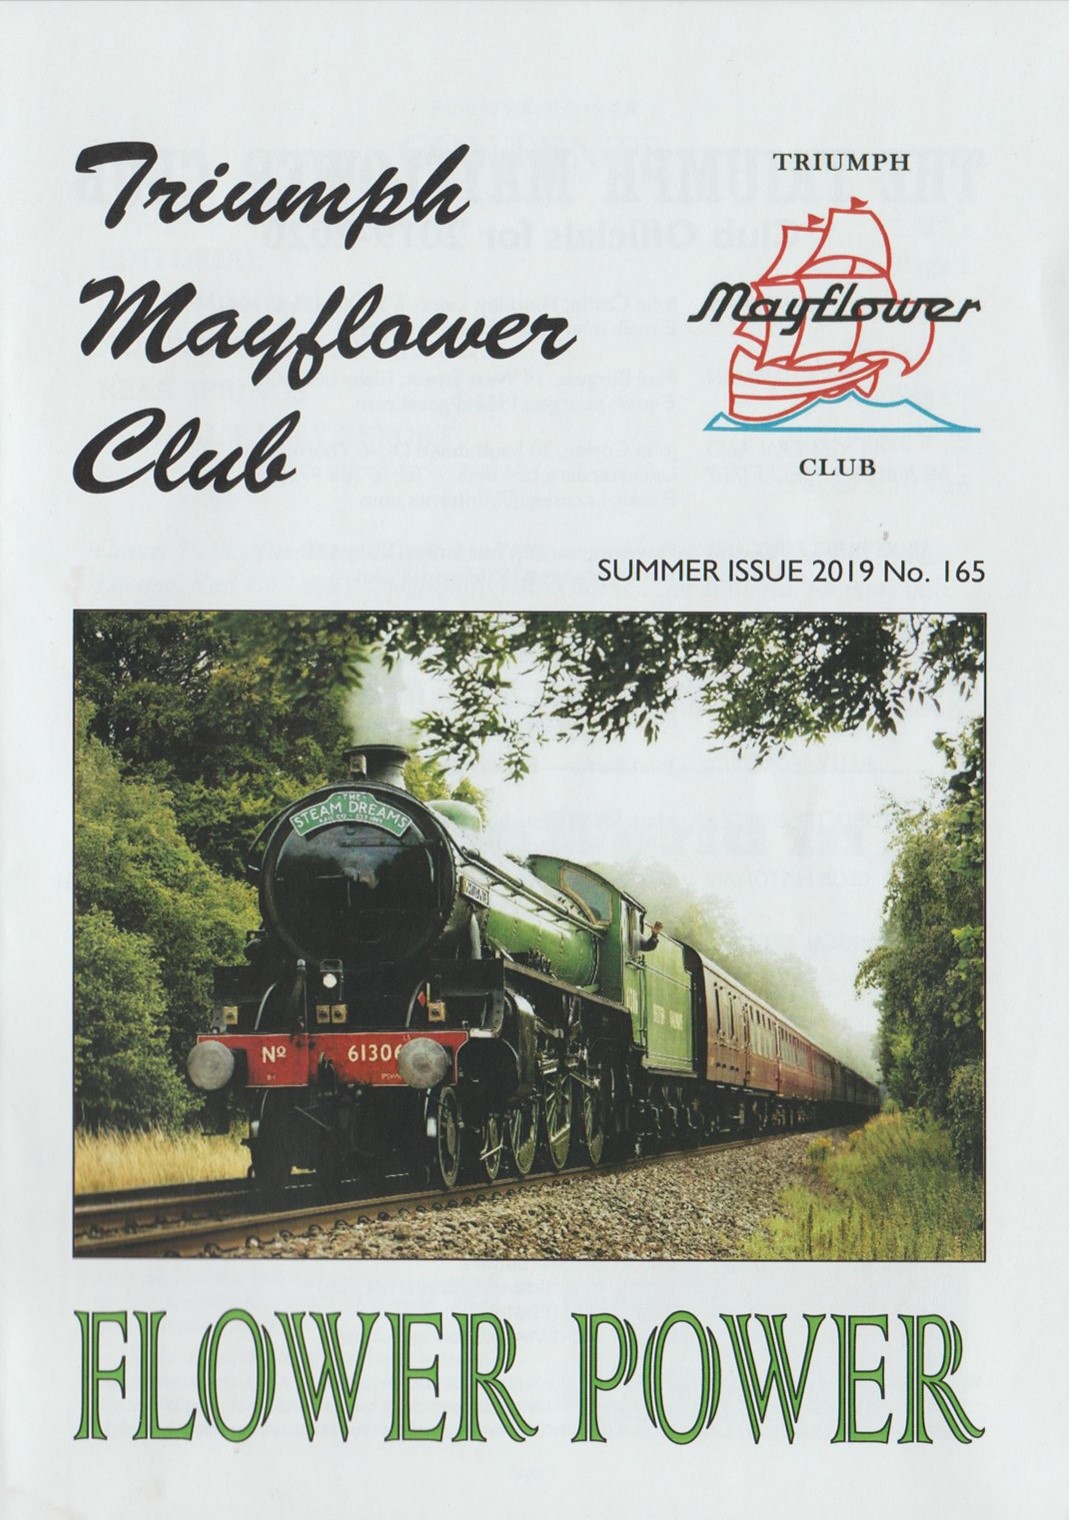 Triumph
Mayflower
Club
TRIUMPH
Mayflower
CLUB
SUMMER ISSUE 2019 No. 165
THE
STEAM DREAMS
Nº 61306
FLOWER POWER